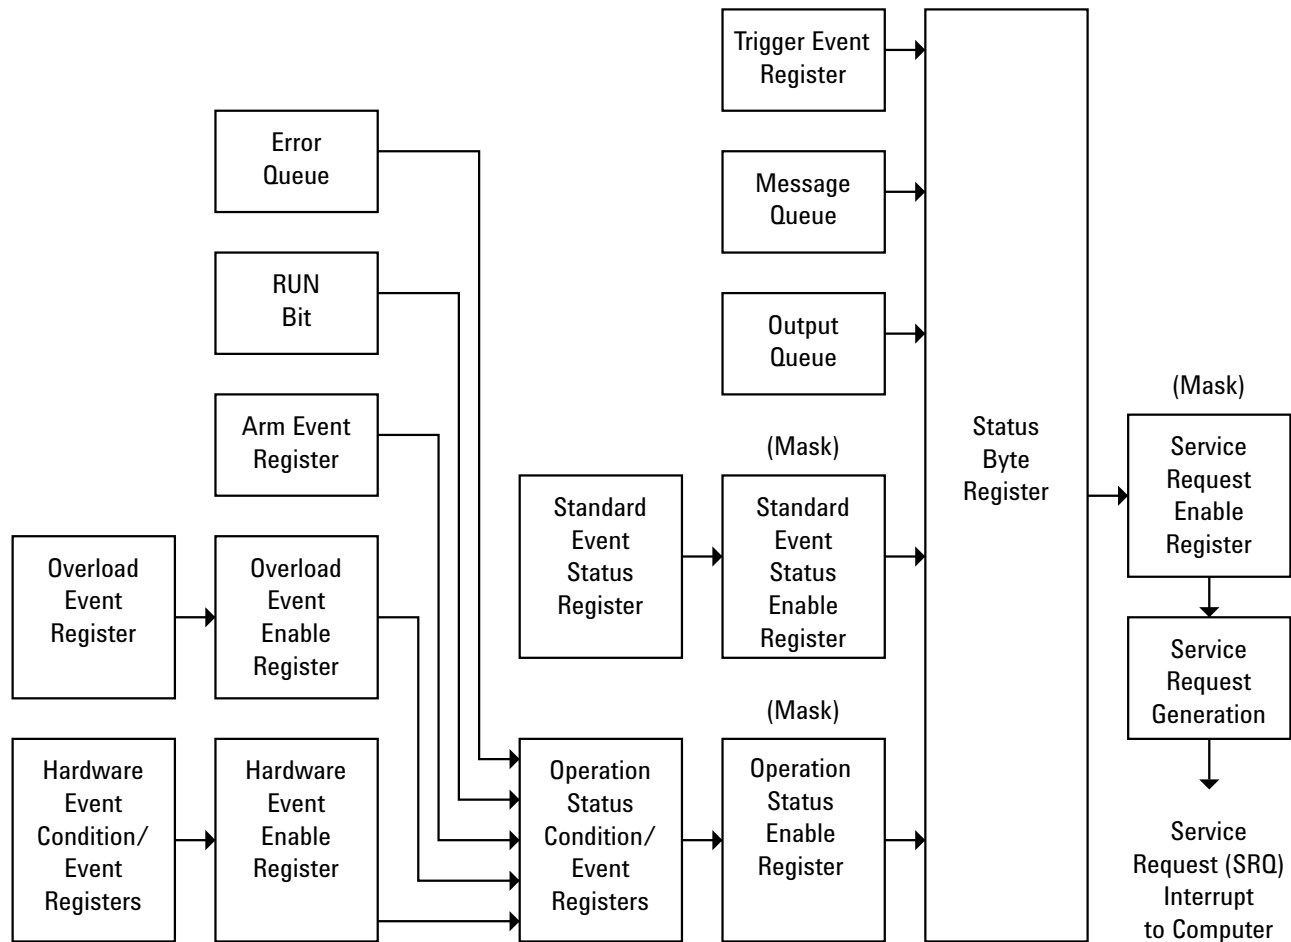 Trigger Event
Register
Error
Queue
Message
Queue
RUN
Bit
Output
Queue
Arm Event
Register
(Mask)
Status
Byte
Register
(Mask)
Service
Request
Enable
Register
Standard
Event
Status
Register
Standard
Event
Status
Enable
Register
Overload
Event
Register
Overload
Event
Enable
Register
Service
Request
Generation
(Mask)
Hardware
Event
Condition/
Event
Registers
Hardware
Event
Enable
Register
Operation
Status
Condition/
Event
Registers
Operation
Status
Enable
Register
Service
Request (SRQ)
Interrupt
to Computer